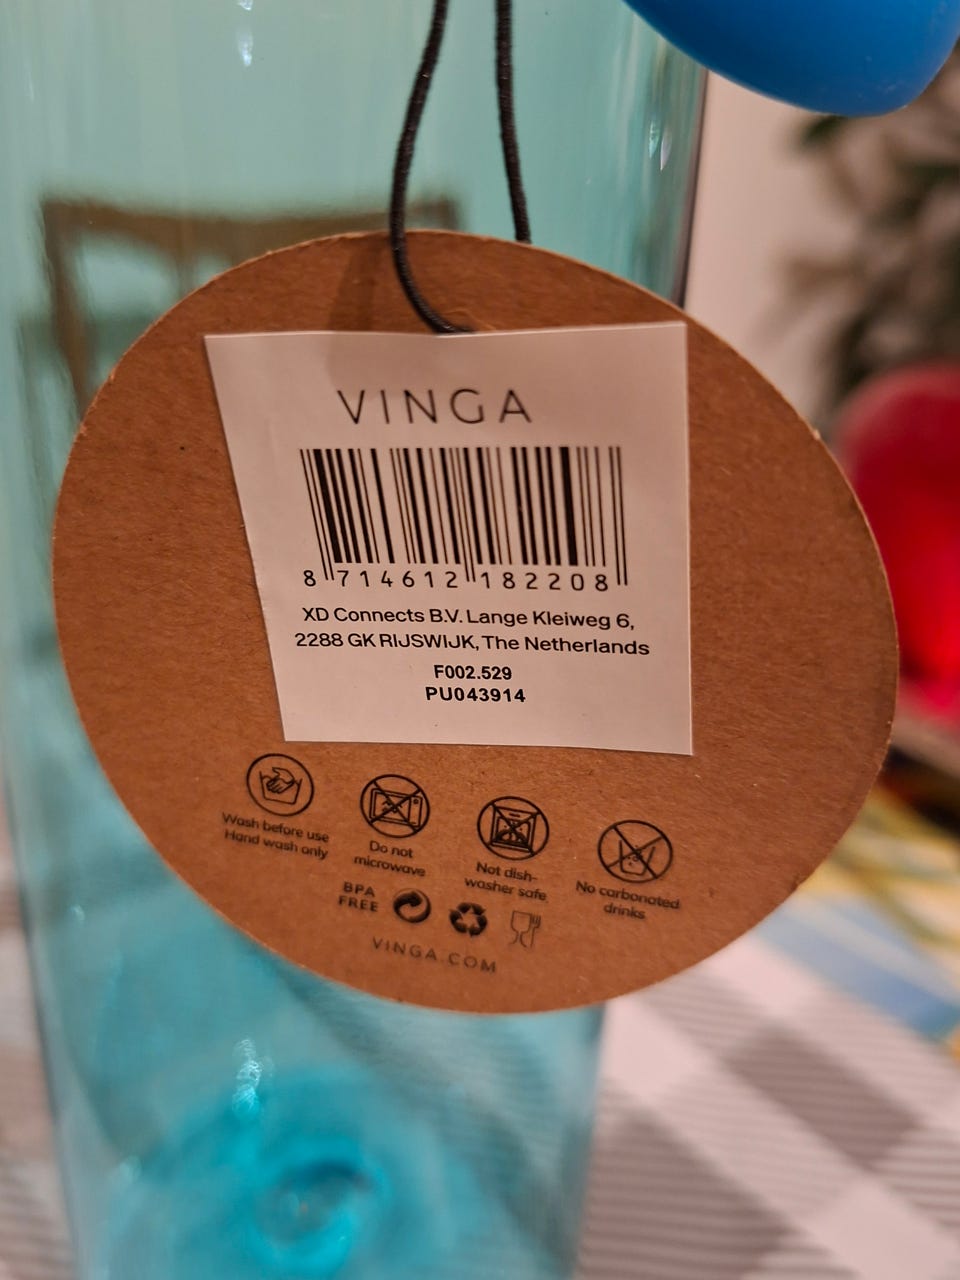 VINGA
8 714612 182208
XD Connects B.V. Lange Kleiweg 6,
2288 GK RIJSWIJK, The Netherlands
F002.529
PU043914
Wash before use
Hand wash only
Do not
microwave
Not dish-
washer safe
No carbonated
drinks
BPA
FREE
VINGA.COM